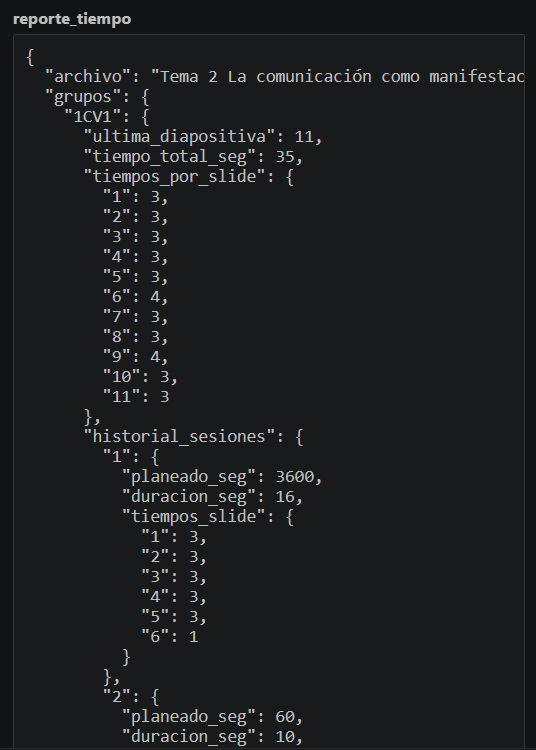 reporte_tiempo
{
  "archivo": "Tema 2 La comunicación como manifestac
  "grupos": {
    "1CV1": {
      "ultima_diapositiva": 11,
      "tiempo_total_seg": 35,
      "tiempos_por_slide": {
        "1": 3,
        "2": 3,
        "3": 3,
        "4": 3,
        "5": 3,
        "6": 4,
        "7": 3,
        "8": 3,
        "9": 4,
        "10": 3,
        "11": 3
      },
      "historial_sesiones": {
        "1": {
          "planeado_seg": 3600,
          "duracion_seg": 16,
          "tiempos_slide": {
            "1": 3,
            "2": 3,
            "3": 3,
            "4": 3,
            "5": 3,
            "6": 1
          }
        },
        "2": {
          "planeado_seg": 60,
          "duracion_seg": 10,